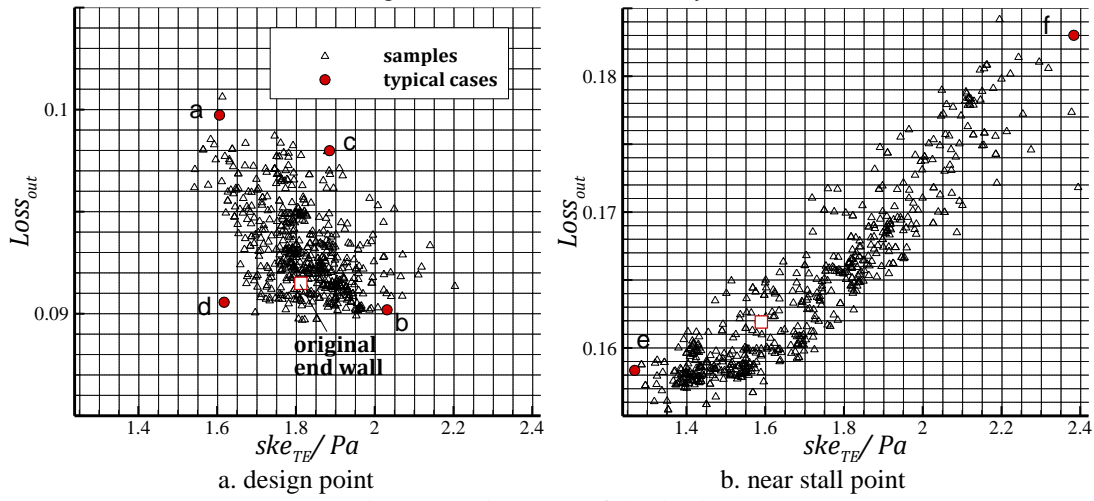 samples
typical cases
a
c
d
b
original
end wall
0.1
0.09
Loss_out
1.4 1.6 1.8 2 2.2 2.4
ske_TE / Pa
a. design point
f
e
0.18
0.17
0.16
Loss_out
1.4 1.6 1.8 2 2.2 2.4
ske_TE / Pa
b. near stall point